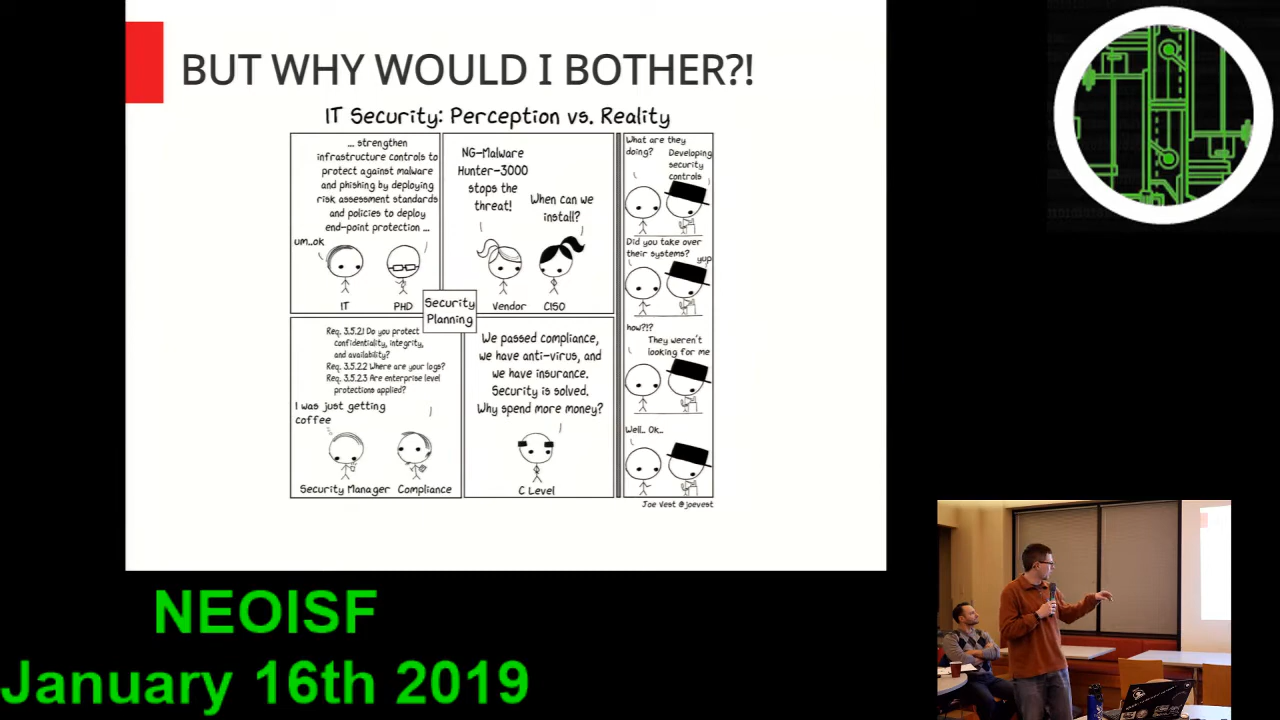 BUT WHY WOULD I BOTHER?!
IT Security: Perception vs. Reality
... strengthen
infrastructure controls to
protect against malware
and phishing by deploying
risk assessment standards
and policies to deploy
end-point protection ...
um..ok
IT
PHD
NG-Malware
Hunter-3000
stops the
threat!
When can we
install?
Vendor
CISO
Security
Planning
Req. 3.5.21 Do you protect
confidentiality, integrity,
and availability?
Req. 3.5.22 Where are your logs?
Req. 3.5.23 Are enterprise level
protections applied?
I was just getting
coffee
Security Manager
Compliance
We passed compliance,
we have anti-virus, and
we have insurance.
Security is solved.
Why spend more money?
C Level
What are they
doing?
Developing
security
controls
Did you take over
their systems?
yup
how?!?
They weren't
looking for me
Well.. Ok..
Joe Vest @joevest
NEOISF
January 16th 2019